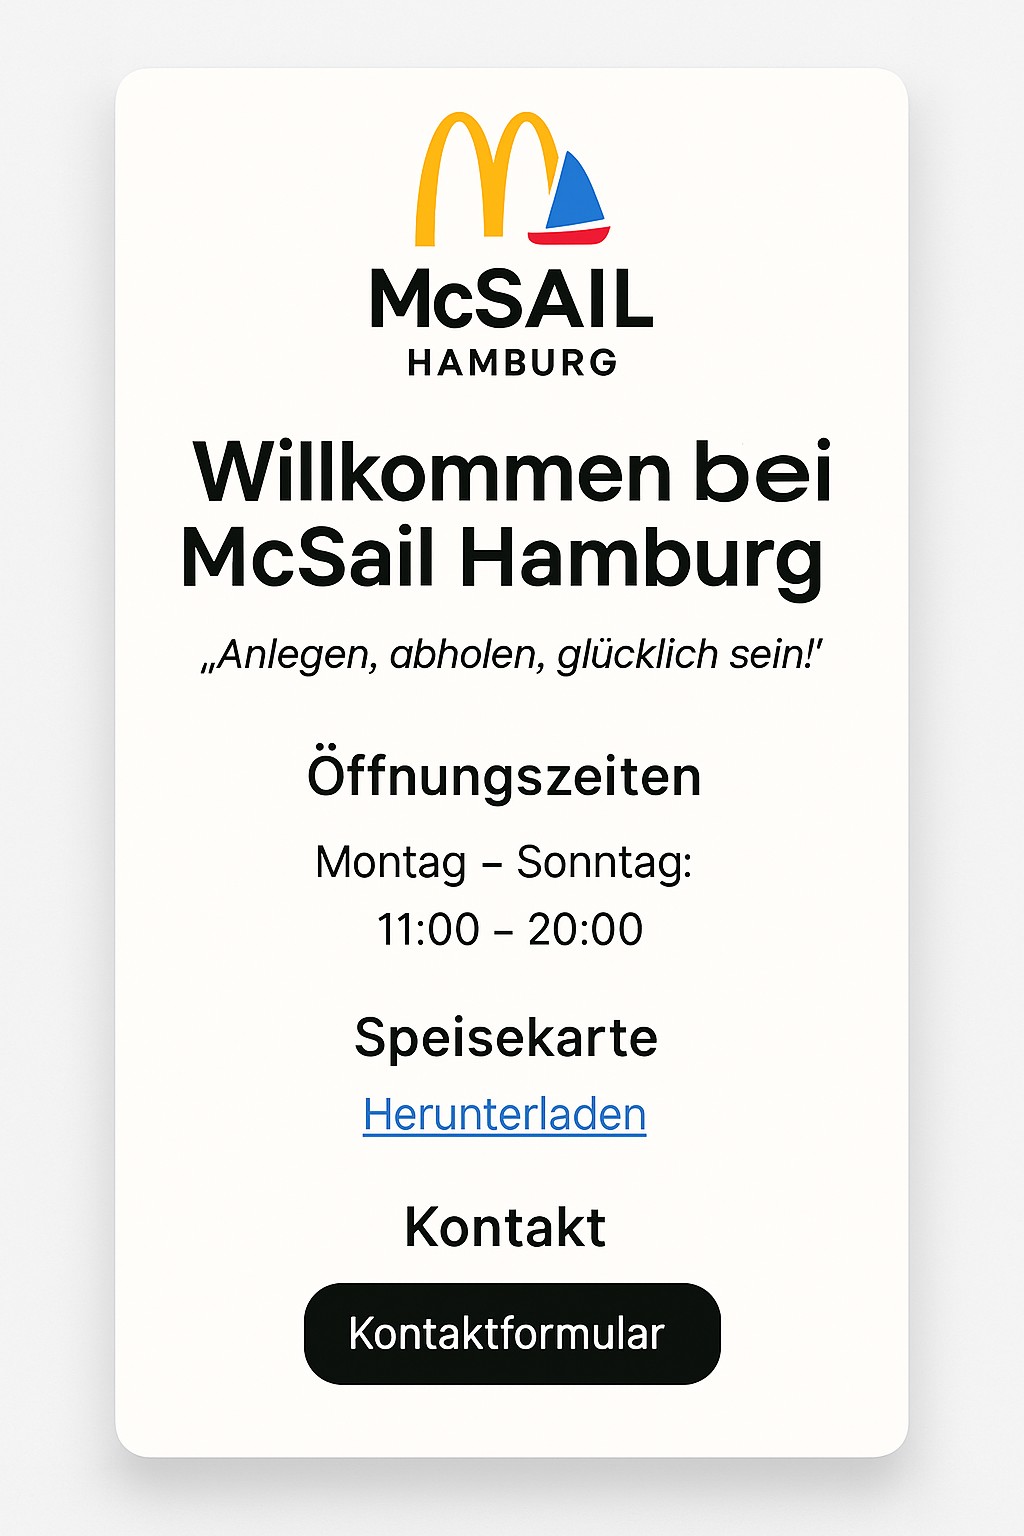 McSAIL
HAMBURG
Willkommen bei
McSail Hamburg
„Anlegen, abholen, glücklich sein!'
Öffnungszeiten
Montag – Sonntag:
11:00 – 20:00
Speisekarte
Herunterladen
Kontakt
Kontaktformular